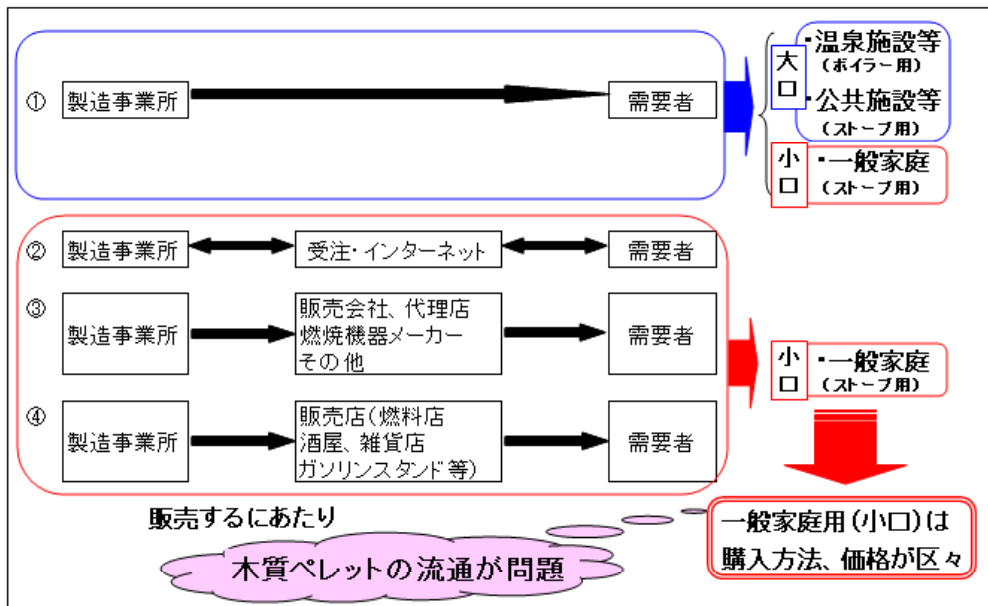 ①
製造事業所
需要者
大
口
・温泉施設等
（ボイラー用）
・公共施設等
（ストーブ用）
小
口
・一般家庭
（ストーブ用）
②
製造事業所
受注・インターネット
需要者
③
製造事業所
販売会社、代理店
燃焼機器メーカー
その他
需要者
④
製造事業所
販売店（燃料店
酒屋、雑貨店
ガソリンスタンド等）
需要者
小
口
・一般家庭
（ストーブ用）
販売するにあたり
木質ペレットの流通が問題
一般家庭用（小口）は
購入方法、価格が区々